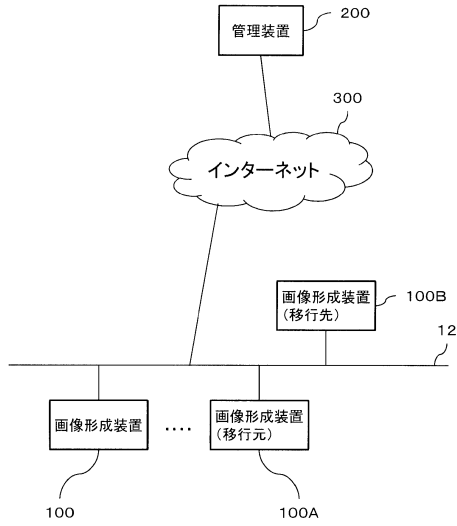 管理装置
200
300
インターネット
画像形成装置
(移行先)
100B
12
画像形成装置
....
画像形成装置
(移行元)
100
100A